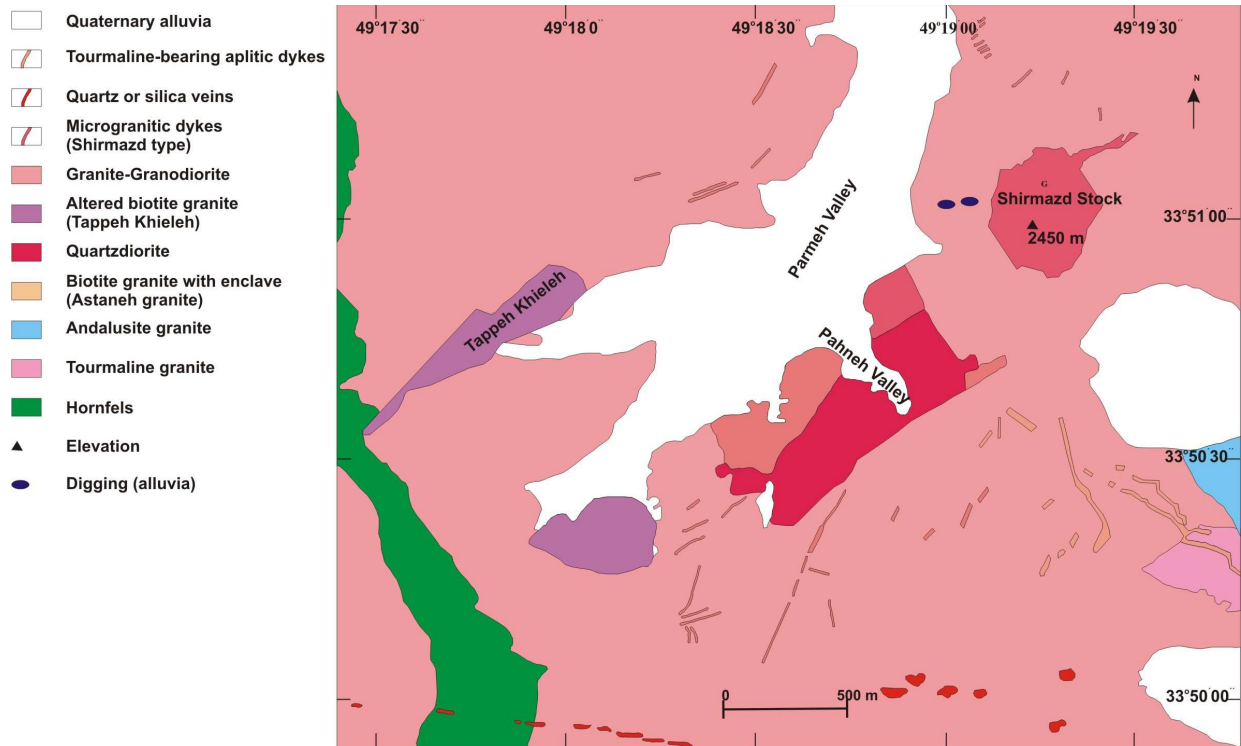 Quaternary alluvia
Tourmaline-bearing aplitic dykes
Quartz or silica veins
Microgranitic dykes
(Shirmazd type)
Granite-Granodiorite
Altered biotite granite
(Tappeh Khieleh)
Quartzdiorite
Biotite granite with enclave
(Astaneh granite)
Andalusite granite
Tourmaline granite
Hornfels
Elevation
Digging (alluvia)
49°17´30´´
49°18´0´´
49°18´30´´
49°19´00´´
49°19´30´´
N
G
Shirmazd Stock
2450 m
33°51´00´´
Parmeh Valley
Tappeh Khieleh
Pahneh Valley
33°50´30´´
33°50´00´´
0 500 m